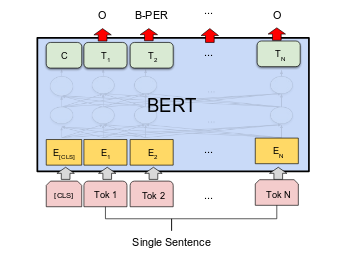 O B-PER ... O
C T1 T2 ... TN
BERT
E[CLS] E1 E2 ... EN
[CLS] Tok 1 Tok 2 ... Tok N
Single Sentence